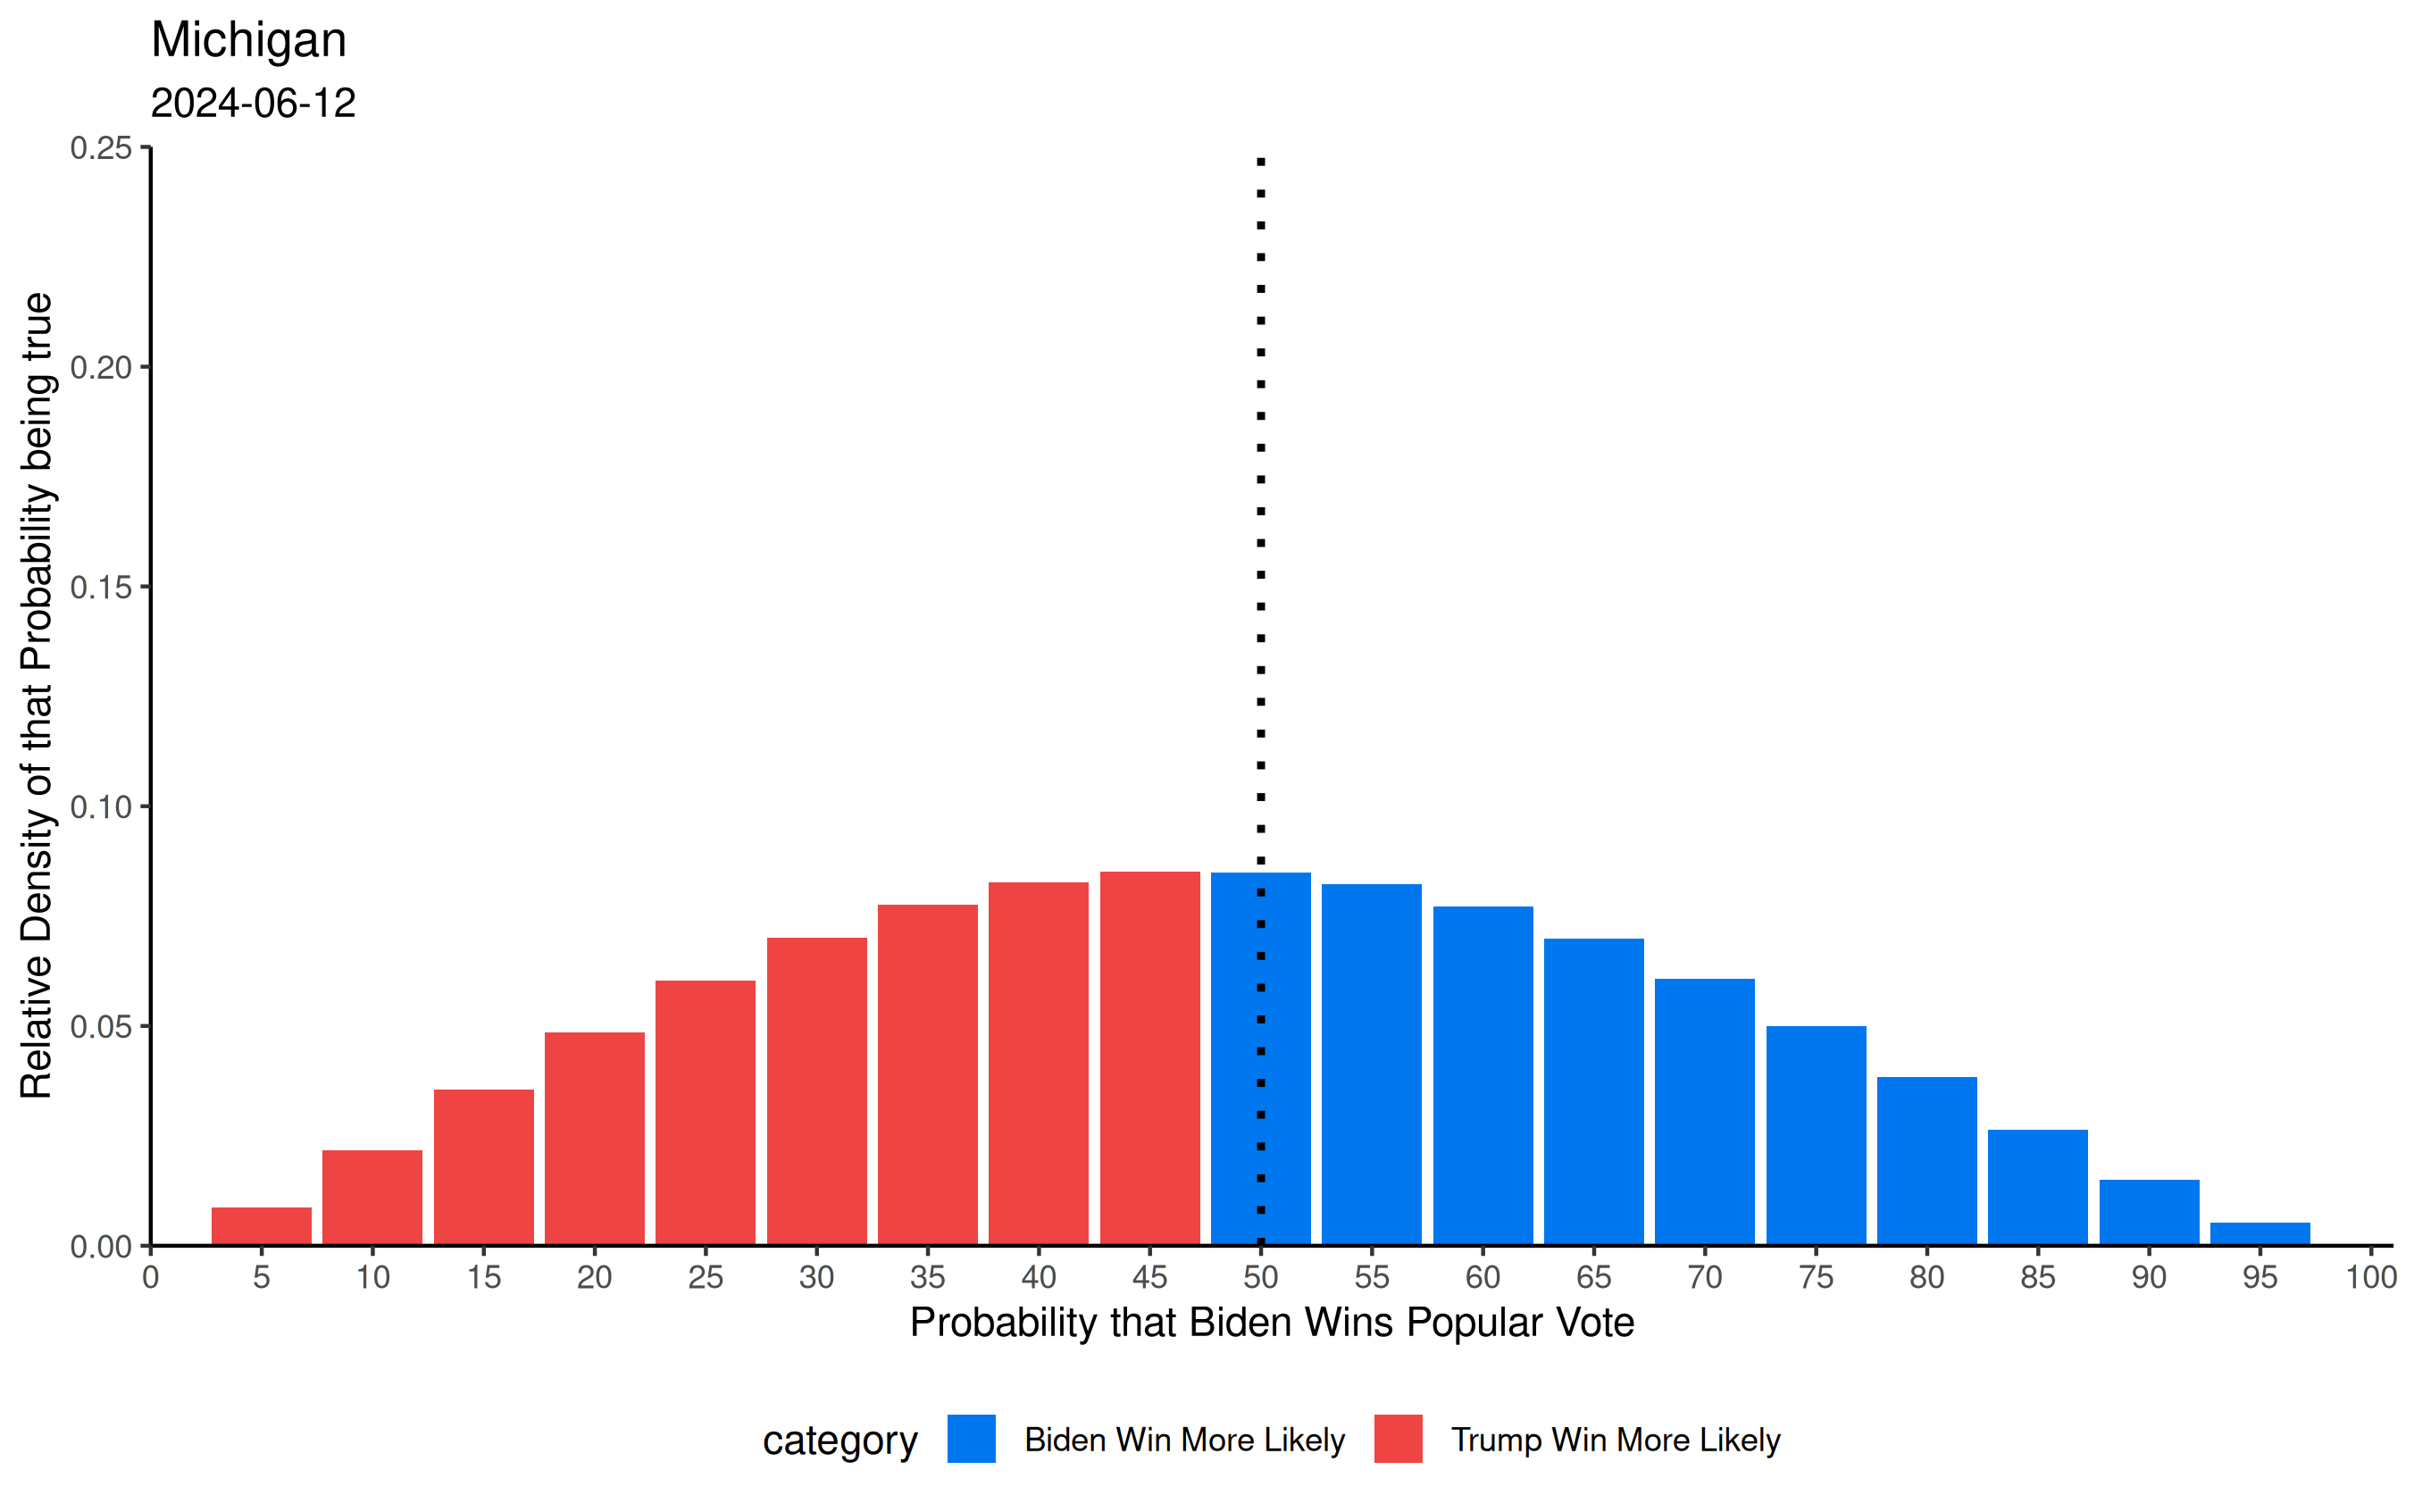 Michigan
2024-06-12
Relative Density of that Probability being true
0.25
0.20
0.15
0.10
0.05
0.00
0 5 10 15 20 25 30 35 40 45 50 55 60 65 70 75 80 85 90 95 100
Probability that Biden Wins Popular Vote
category Biden Win More Likely Trump Win More Likely